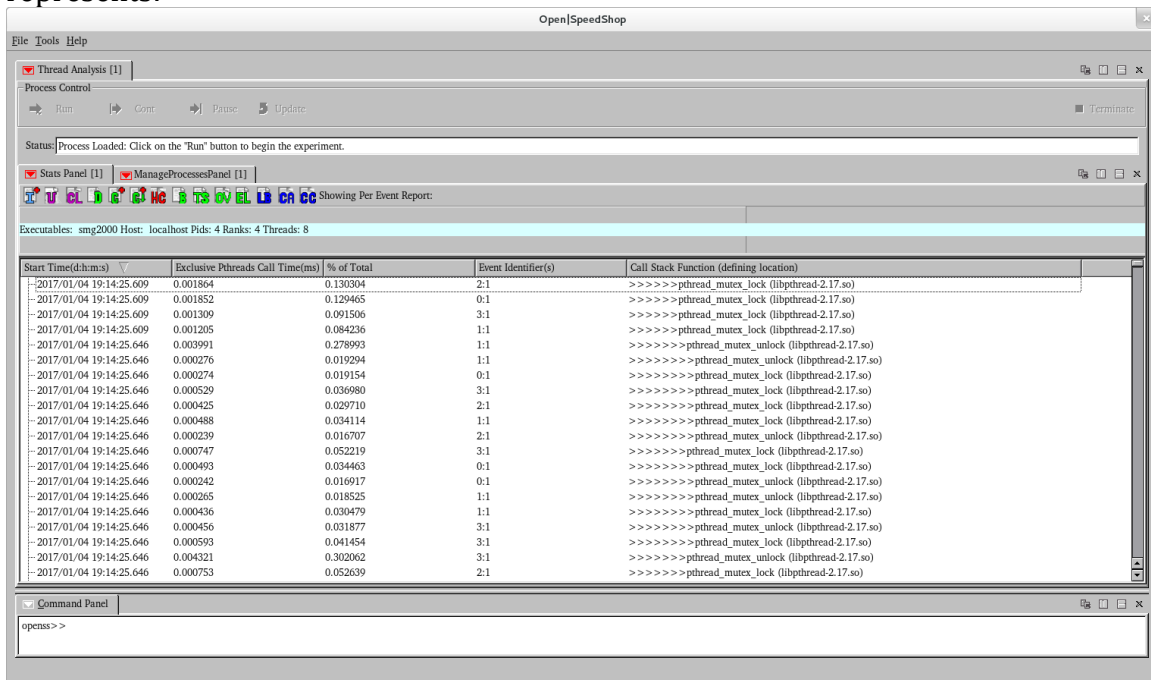 represents.
Open|SpeedShop
File Tools Help
Thread Analysis [1]
Process Control
Run Cont Pause Update Terminate
Status: Process Loaded: Click on the "Run" button to begin the experiment.
Stats Panel [1] ManageProcessesPanel [1]
I U CL D C C HC B TS OV EL LB CA CC Showing Per Event Report:
Executables: smg2000 Host: localhost Pids: 4 Ranks: 4 Threads: 8
Start Time(d:h:m:s) Exclusive Pthreads Call Time(ms) % of Total Event Identifier(s) Call Stack Function (defining location)
2017/01/04 19:14:25.609 0.001864 0.130304 2:1 >>>>>>pthread_mutex_lock (libpthread-2.17.so)
2017/01/04 19:14:25.609 0.001852 0.129465 0:1 >>>>>>pthread_mutex_lock (libpthread-2.17.so)
2017/01/04 19:14:25.609 0.001309 0.091506 3:1 >>>>>>pthread_mutex_lock (libpthread-2.17.so)
2017/01/04 19:14:25.609 0.001205 0.084236 1:1 >>>>>>pthread_mutex_lock (libpthread-2.17.so)
2017/01/04 19:14:25.646 0.003991 0.278993 1:1 >>>>>>>pthread_mutex_unlock (libpthread-2.17.so)
2017/01/04 19:14:25.646 0.000276 0.019294 1:1 >>>>>>>>pthread_mutex_unlock (libpthread-2.17.so)
2017/01/04 19:14:25.646 0.000274 0.019154 0:1 >>>>>>>>pthread_mutex_lock (libpthread-2.17.so)
2017/01/04 19:14:25.646 0.000529 0.036980 3:1 >>>>>>>>pthread_mutex_lock (libpthread-2.17.so)
2017/01/04 19:14:25.646 0.000425 0.029710 2:1 >>>>>>>>pthread_mutex_lock (libpthread-2.17.so)
2017/01/04 19:14:25.646 0.000488 0.034114 1:1 >>>>>>>>pthread_mutex_lock (libpthread-2.17.so)
2017/01/04 19:14:25.646 0.000239 0.016707 2:1 >>>>>>>>pthread_mutex_unlock (libpthread-2.17.so)
2017/01/04 19:14:25.646 0.000747 0.052219 3:1 >>>>>>>pthread_mutex_lock (libpthread-2.17.so)
2017/01/04 19:14:25.646 0.000493 0.034463 0:1 >>>>>>>>pthread_mutex_lock (libpthread-2.17.so)
2017/01/04 19:14:25.646 0.000242 0.016917 0:1 >>>>>>>>pthread_mutex_unlock (libpthread-2.17.so)
2017/01/04 19:14:25.646 0.000265 0.018525 1:1 >>>>>>>>pthread_mutex_unlock (libpthread-2.17.so)
2017/01/04 19:14:25.646 0.000436 0.030479 1:1 >>>>>>>>pthread_mutex_lock (libpthread-2.17.so)
2017/01/04 19:14:25.646 0.000456 0.031877 3:1 >>>>>>>>pthread_mutex_unlock (libpthread-2.17.so)
2017/01/04 19:14:25.646 0.000593 0.041454 3:1 >>>>>>>>pthread_mutex_lock (libpthread-2.17.so)
2017/01/04 19:14:25.646 0.004321 0.302062 3:1 >>>>>>>pthread_mutex_unlock (libpthread-2.17.so)
2017/01/04 19:14:25.646 0.000753 0.052639 2:1 >>>>>>>pthread_mutex_lock (libpthread-2.17.so)
Command Panel
openss>>